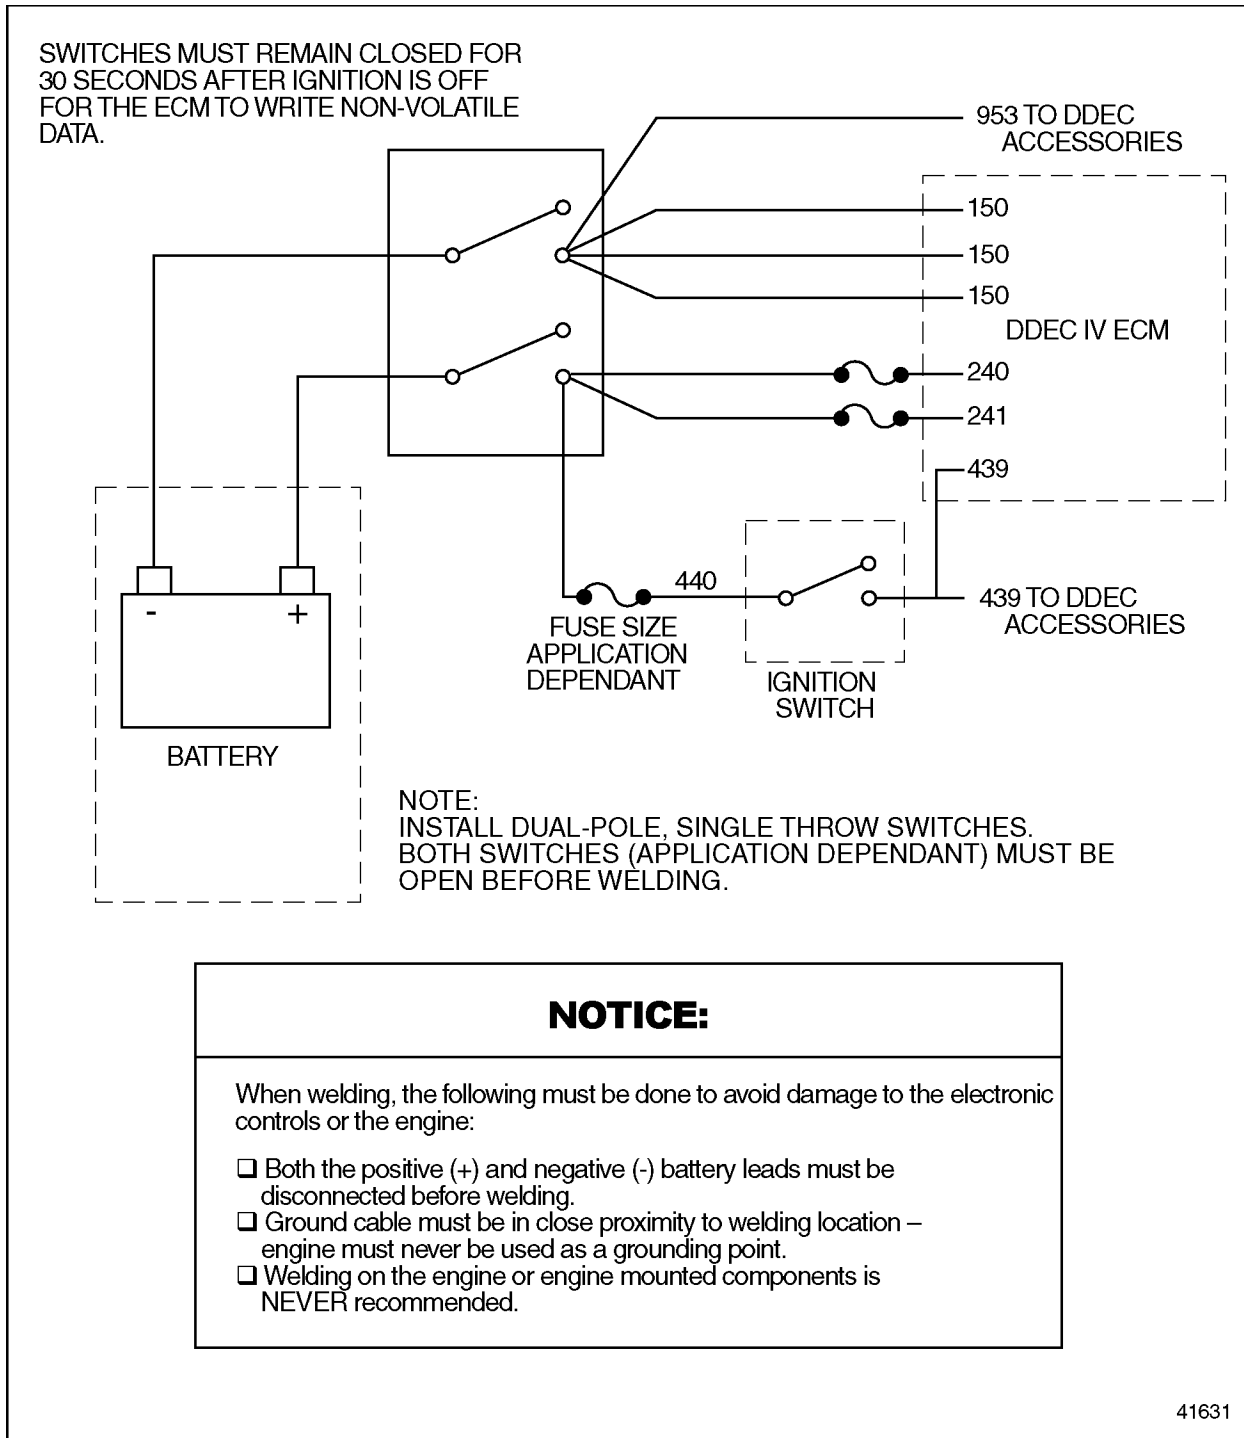 SWITCHES MUST REMAIN CLOSED FOR
30 SECONDS AFTER IGNITION IS OFF
FOR THE ECM TO WRITE NON-VOLATILE
DATA.
953 TO DDEC
ACCESSORIES
150
150
150
DDEC IV ECM
240
241
439
440
439 TO DDEC
ACCESSORIES
FUSE SIZE
APPLICATION
DEPENDANT
IGNITION
SWITCH
- +
BATTERY
NOTE:
INSTALL DUAL-POLE, SINGLE THROW SWITCHES.
BOTH SWITCHES (APPLICATION DEPENDANT) MUST BE
OPEN BEFORE WELDING.
NOTICE:
When welding, the following must be done to avoid damage to the electronic
controls or the engine:
❑ Both the positive (+) and negative (-) battery leads must be
disconnected before welding.
❑ Ground cable must be in close proximity to welding location –
engine must never be used as a grounding point.
❑ Welding on the engine or engine mounted components is
NEVER recommended.
41631